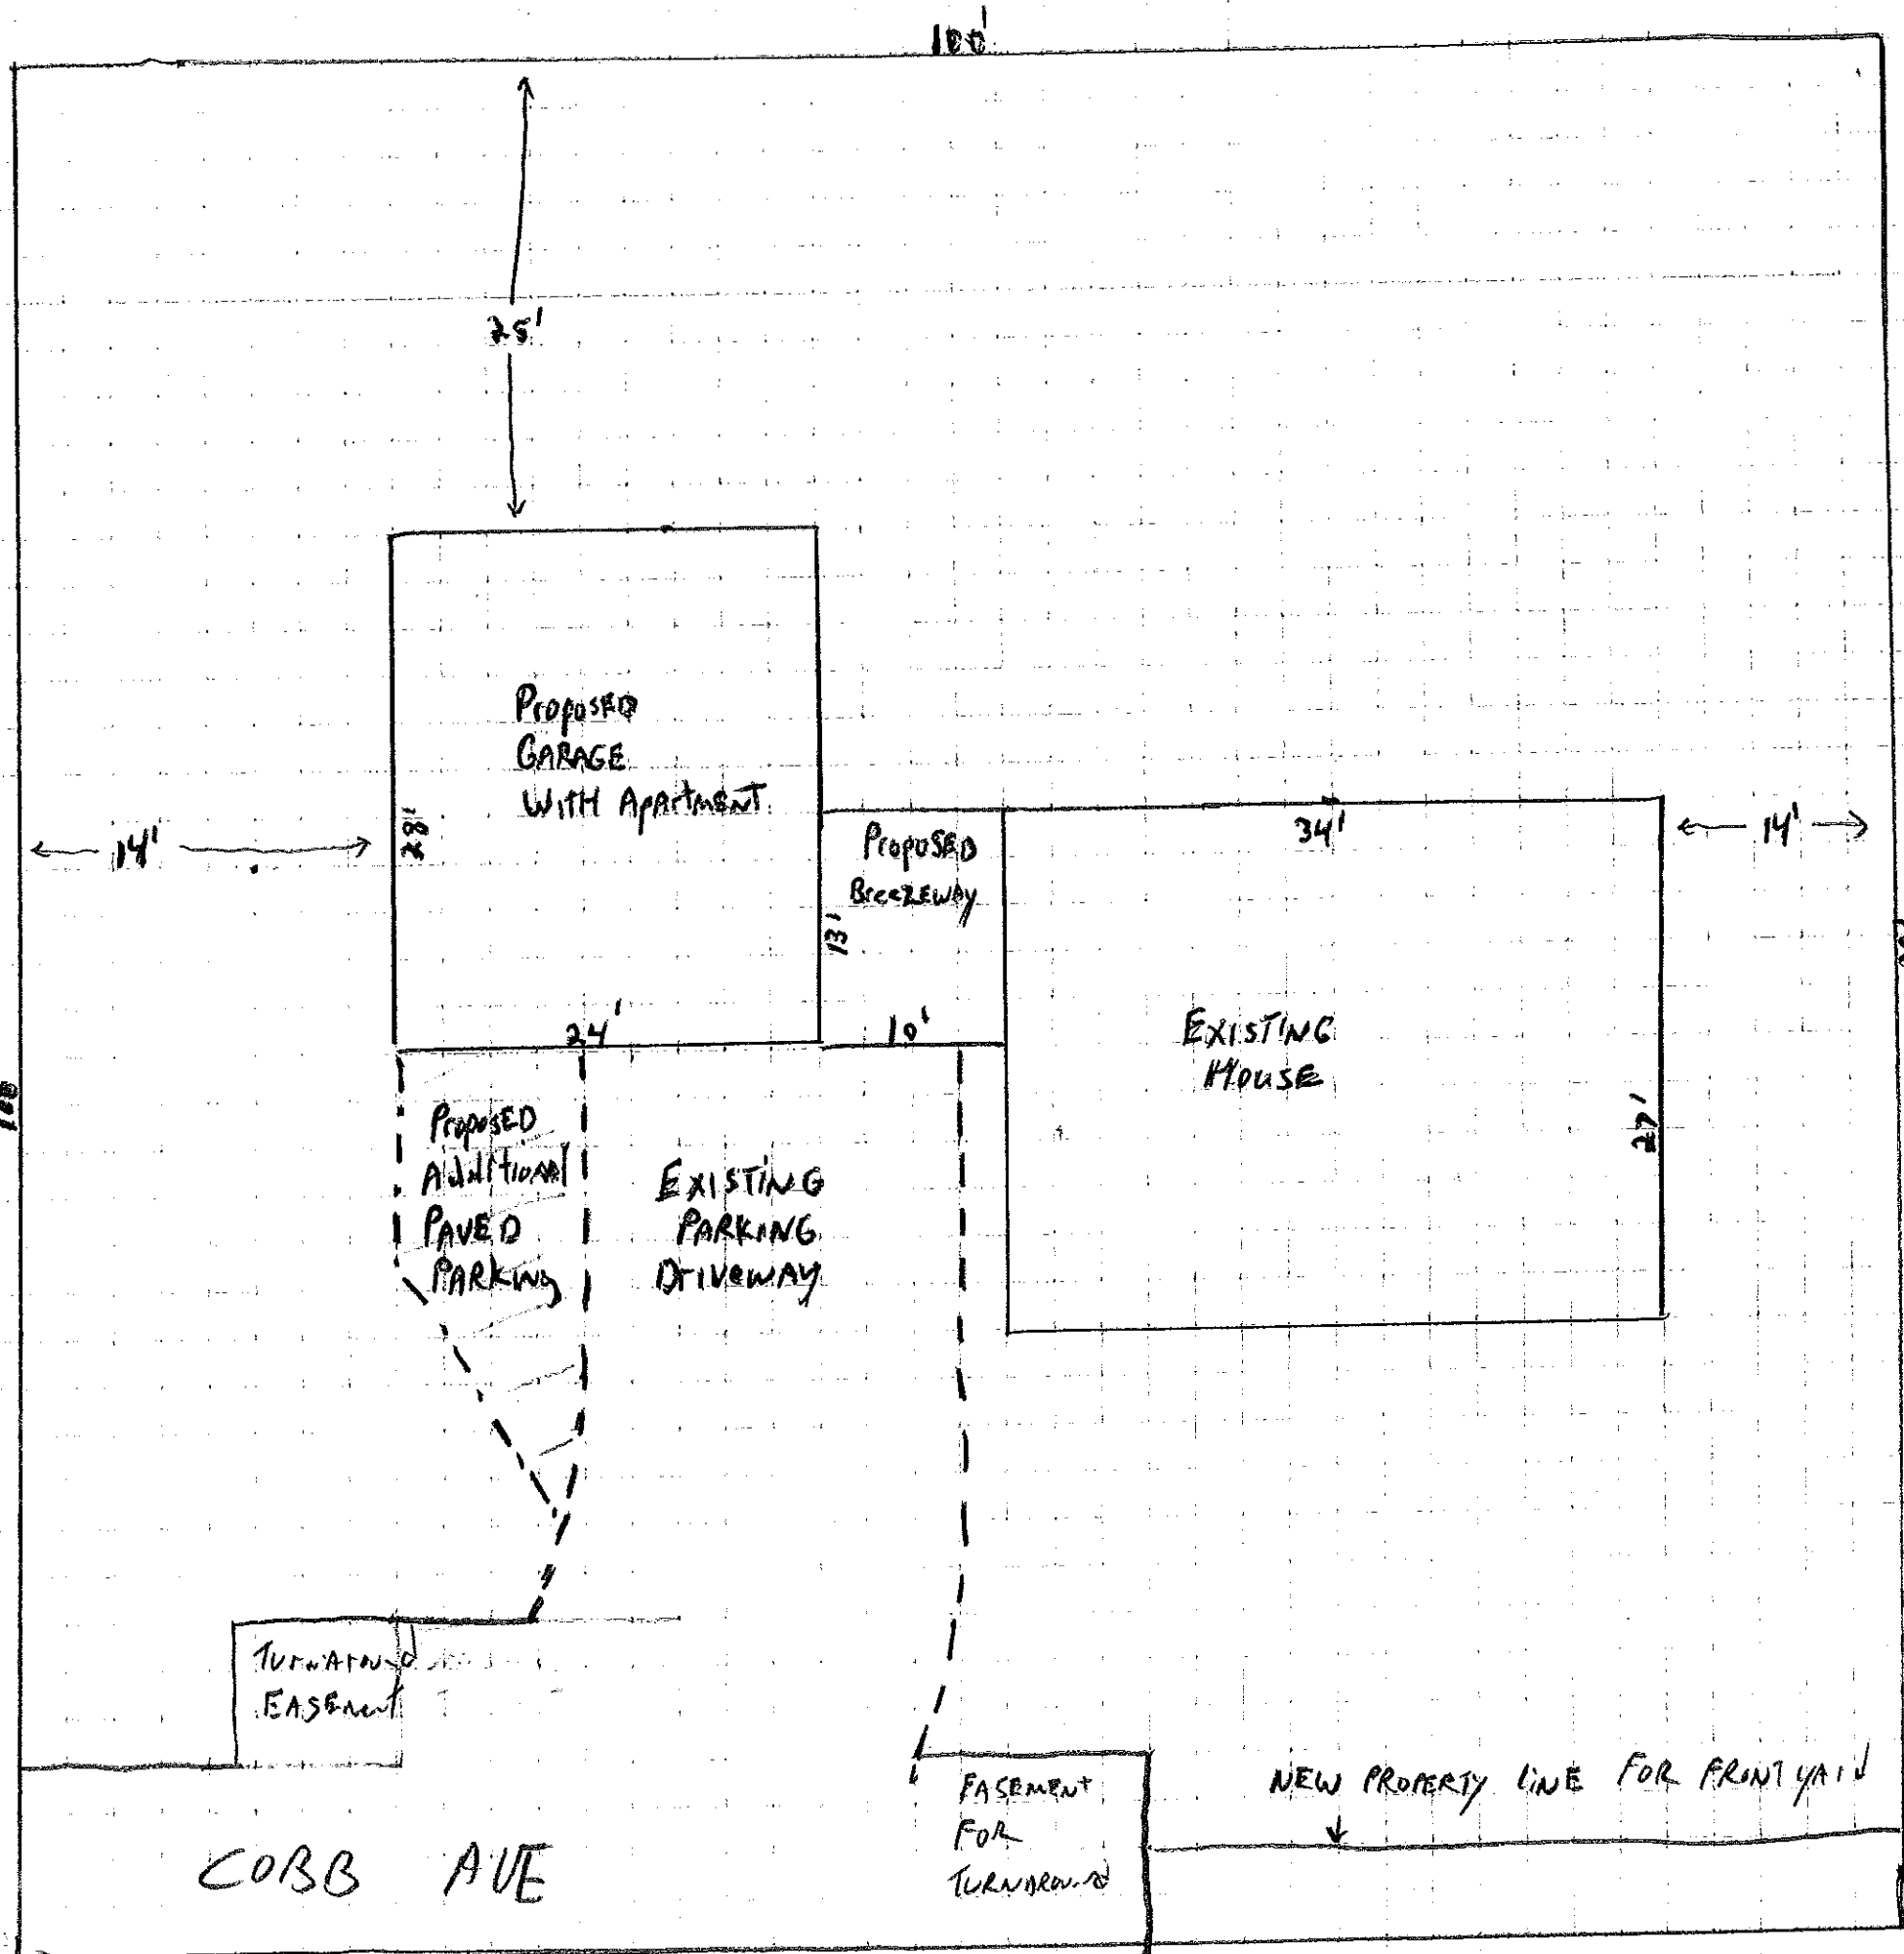 100'
25'
Proposed
GARAGE
WITH Apartment
28'
14'
34'
14'
Proposed
Breezeway
13'
24'
10'
EXISTING
House
27'
100
Proposed
Additional
PAVED
PARKING
EXISTING
PARKING
Driveway
Turnaround
EASEMENT
EASEMENT
FOR
TURNAROUND
NEW PROPERTY LINE FOR FRONT YARD
COBB AVE